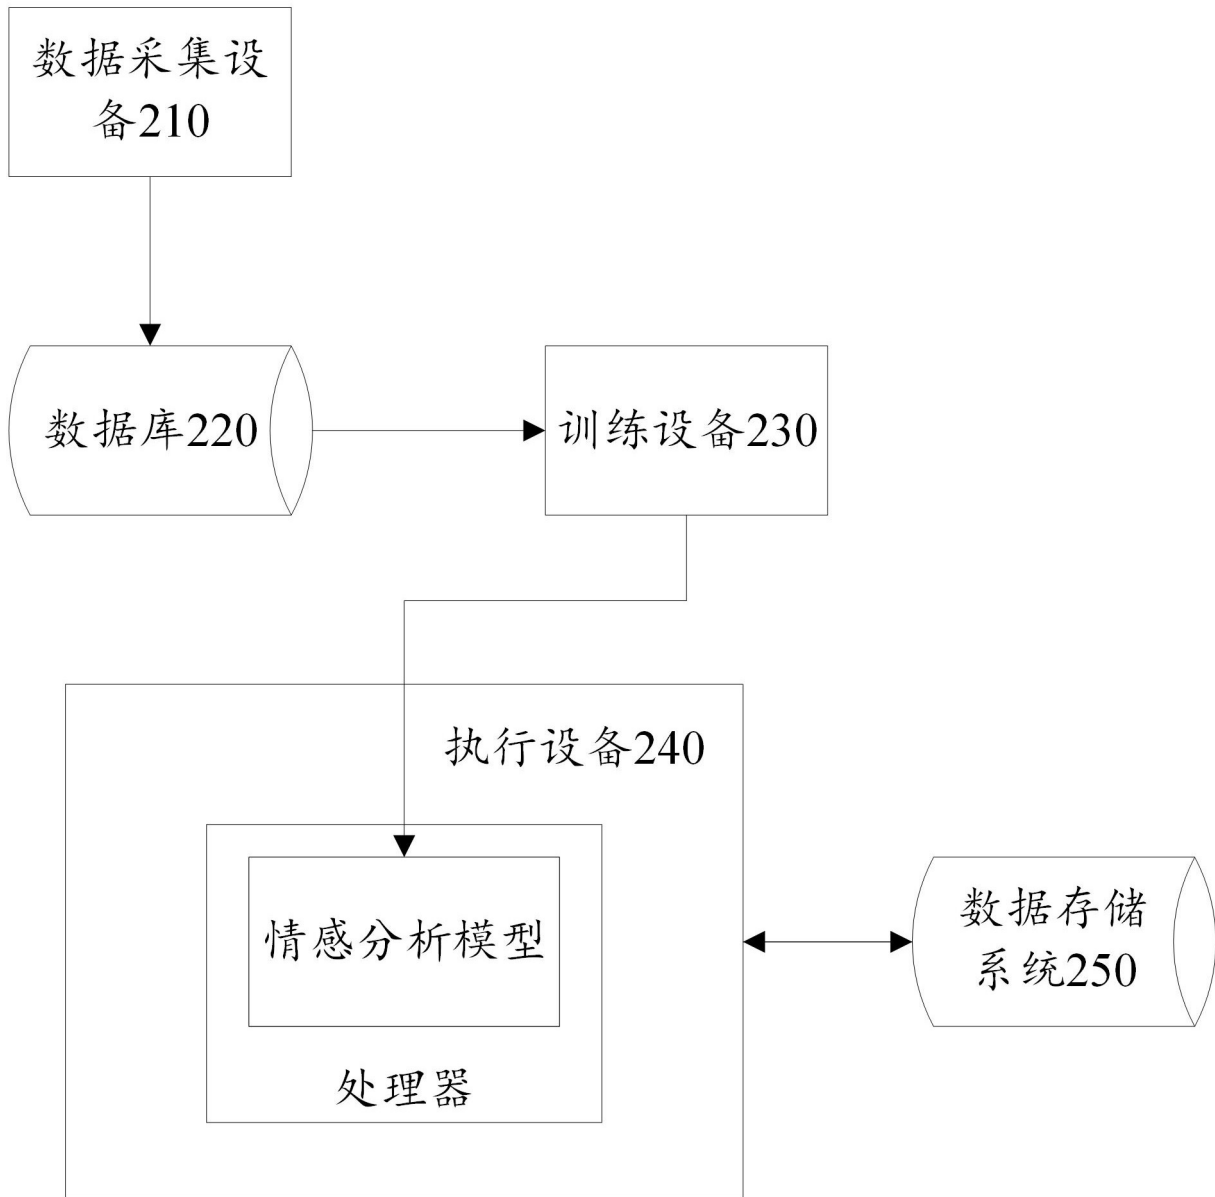 数据采集设
备210
数据库220
训练设备230
执行设备240
情感分析模型
处理器
数据存储
系统250